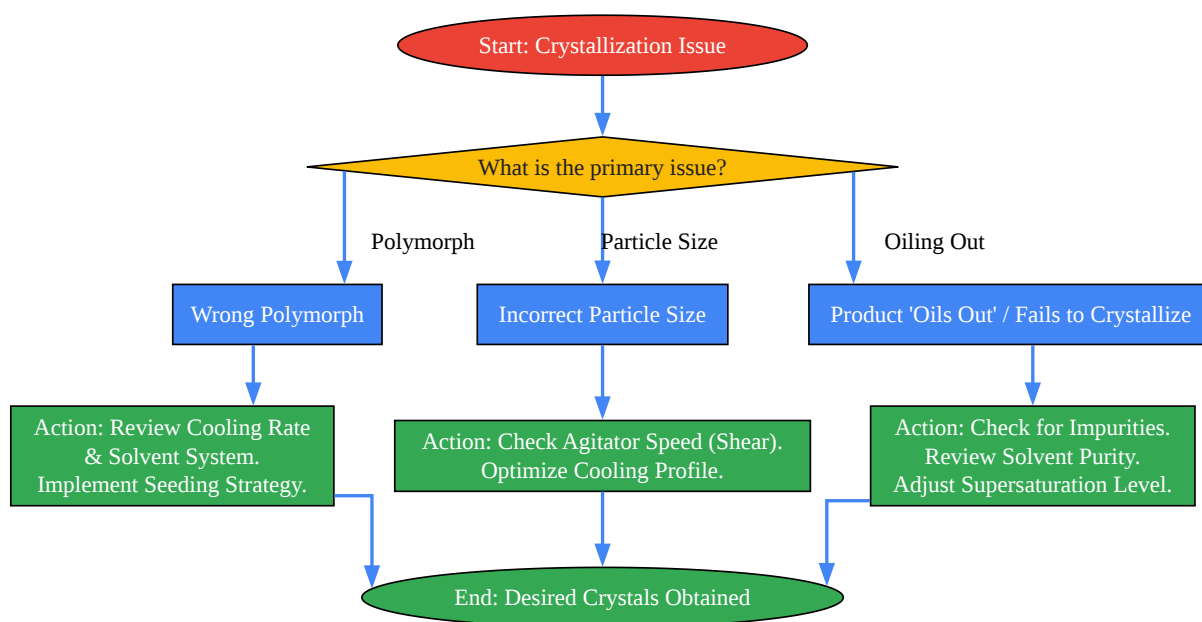 Start: Crystallization Issue
What is the primary issue?
Polymorph
Particle Size
Oiling Out
Wrong Polymorph
Incorrect Particle Size
Product 'Oils Out' / Fails to Crystallize
Action: Review Cooling Rate
& Solvent System.
Implement Seeding Strategy.
Action: Check Agitator Speed (Shear).
Optimize Cooling Profile.
Action: Check for Impurities.
Review Solvent Purity.
Adjust Supersaturation Level.
End: Desired Crystals Obtained